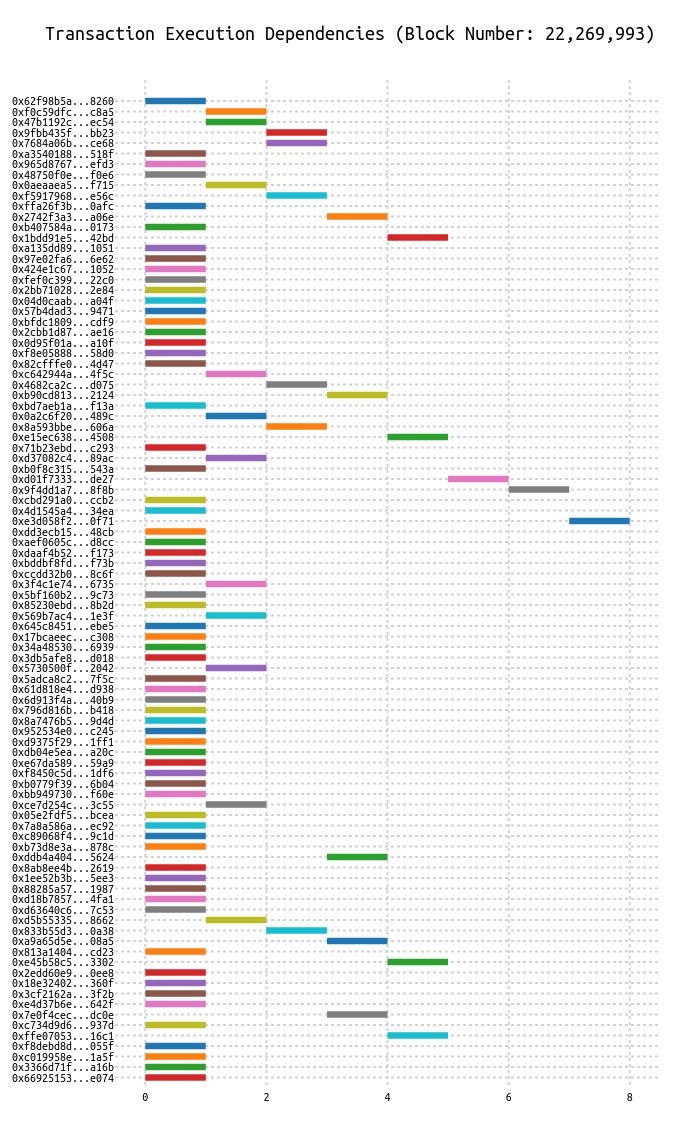 Transaction Execution Dependencies (Block Number: 22,269,993)
0x62f98b5a...8260
0xf0c59dfc...c8a5
0x47b1192c...ec54
0x9fbb435f...bb23
0x7684a06b...ce68
0xa3540188...518f
0x965d8767...efd3
0x48750f0e...f0e6
0x0aeaaea5...f715
0xf5917968...e56c
0xffa26f3b...0afc
0x2742f3a3...a06e
0xb407584a...0173
0x1bdd91e5...42bd
0xa135dd89...1051
0x97e02fa6...6e62
0x424e1c67...1052
0xfef0c399...22c0
0x2bb71028...2e84
0x04d0caab...a04f
0x57b4dad3...9471
0xbfdc1809...cdf9
0x2cbb1d87...ae16
0x0d95f01a...a10f
0xf8e05888...58d0
0x82cfffe0...4d47
0xc642944a...4f5c
0x4682ca2c...d075
0xb90cd813...2124
0xbd7aeb1a...f13a
0x0a2c6f20...489c
0x8a593bbe...606a
0xe15ec638...4508
0x71b23ebd...c293
0xd37082c4...89ac
0xb0f8c315...543a
0xd01f7333...de27
0x9f4dd1a7...8f8b
0xcbd291a0...ccb2
0x4d1545a4...34ea
0xe3d058f2...0f71
0xdd3ecb15...48cb
0xaef0605c...d8cc
0xdaaf4b52...f173
0xbddbf8fd...f73b
0xccdd32b0...8c6f
0x3f4c1e74...6735
0x5bf160b2...9c73
0x85230ebd...8b2d
0x569b7ac4...1e3f
0x645c8451...ebe5
0x17bcaeec...c308
0x34a48530...6939
0x3db5afe8...d018
0x5730500f...2042
0x5adca8c2...7f5c
0x61d818e4...d938
0x6d913f4a...40b9
0x796d816b...b418
0x8a7476b5...9d4d
0x952534e0...c245
0xd9375f29...1ff1
0xdb04e5ea...a20c
0xe67da589...59a9
0xf8450c5d...1df6
0xb0779f39...6b04
0xbb949730...f60e
0xce7d254c...3c55
0x05e2fdf5...bcea
0x7a8a586a...ec92
0xc89068f4...9c1d
0xb73d8e3a...878c
0xddb4a404...5624
0x8ab8ee4b...2619
0x1ee52b3b...5ee3
0x88285a57...1987
0xd18b7857...4fa1
0xd63640c6...7c53
0xd5b55335...8662
0x833b55d3...0a38
0xa9a65d5e...08a5
0x813a1404...cd23
0xe45b58c5...3302
0x2edd60e9...0ee8
0x18e32402...360f
0x3cf2162a...3f2b
0xe4d37b6e...642f
0x7e0f4cec...dc0e
0xc734d9d6...937d
0xffe07053...16c1
0xf8debd8d...055f
0xc019958e...1a5f
0x3366d71f...a16b
0x66925153...e074
0 2 4 6 8